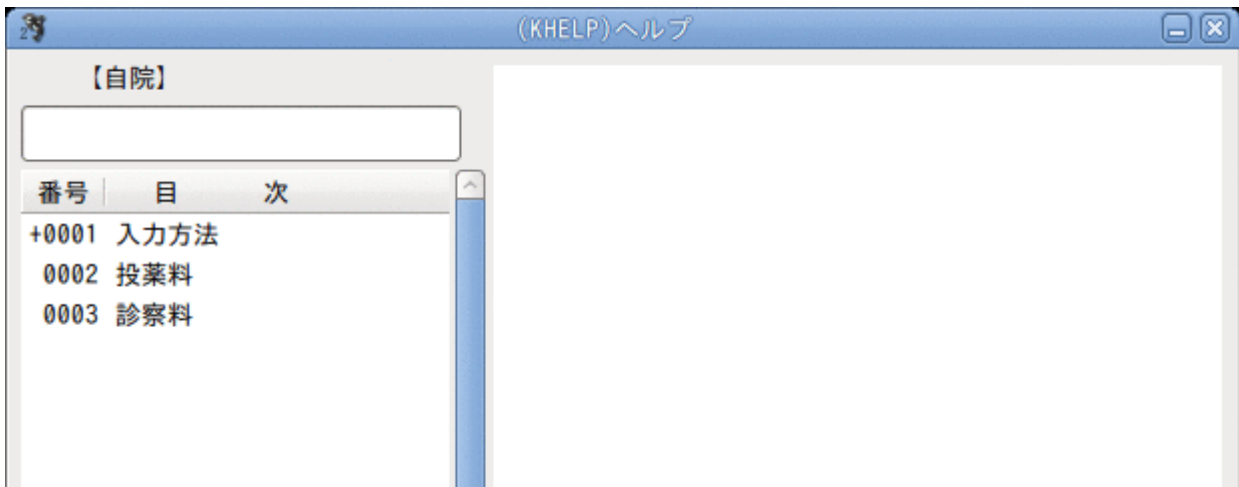 (KHELP)ヘルプ
【自院】
番号 目 次
+0001 入力方法
0002 投薬料
0003 診察料